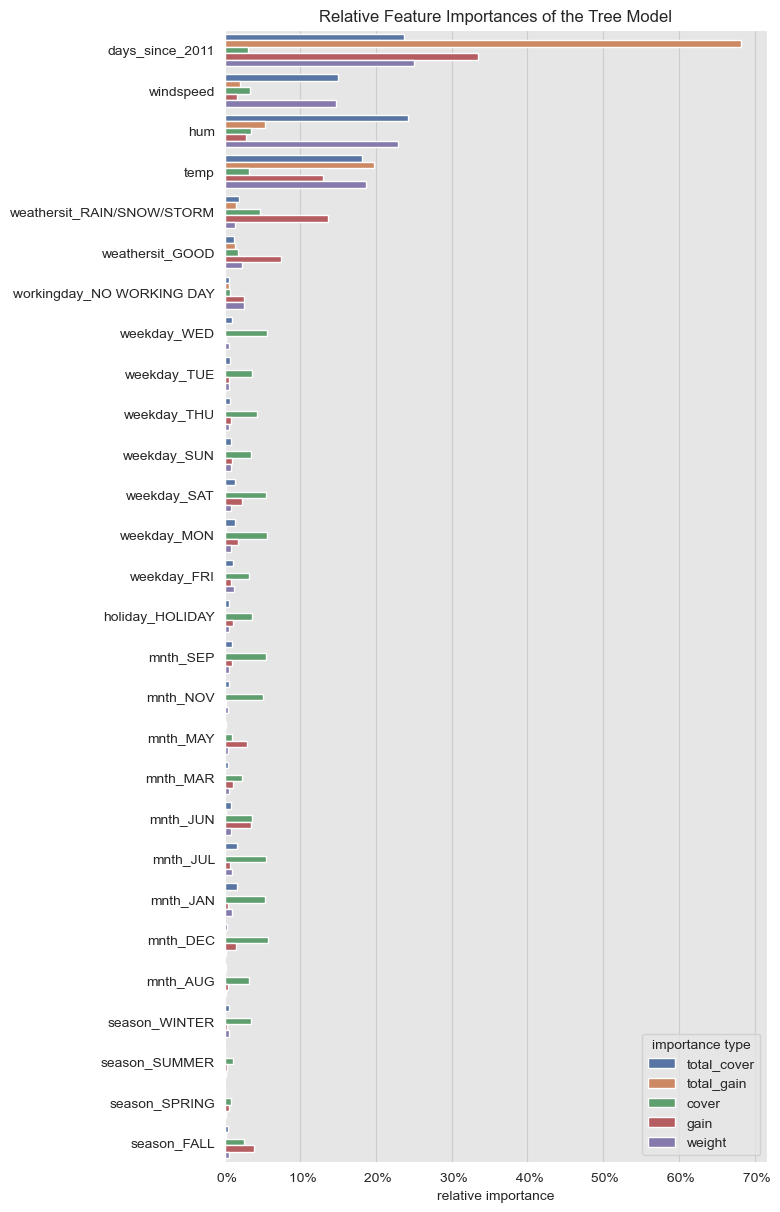 Relative Feature Importances of the Tree Model
days_since_2011
windspeed
hum
temp
weathersit_RAIN/SNOW/STORM
weathersit_GOOD
workingday_NO WORKING DAY
weekday_WED
weekday_TUE
weekday_THU
weekday_SUN
weekday_SAT
weekday_MON
weekday_FRI
holiday_HOLIDAY
mnth_SEP
mnth_NOV
mnth_MAY
mnth_MAR
mnth_JUN
mnth_JUL
mnth_JAN
mnth_DEC
mnth_AUG
season_WINTER
season_SUMMER
season_SPRING
season_FALL
importance type
total_cover
total_gain
cover
gain
weight
0% 10% 20% 30% 40% 50% 60% 70%
relative importance